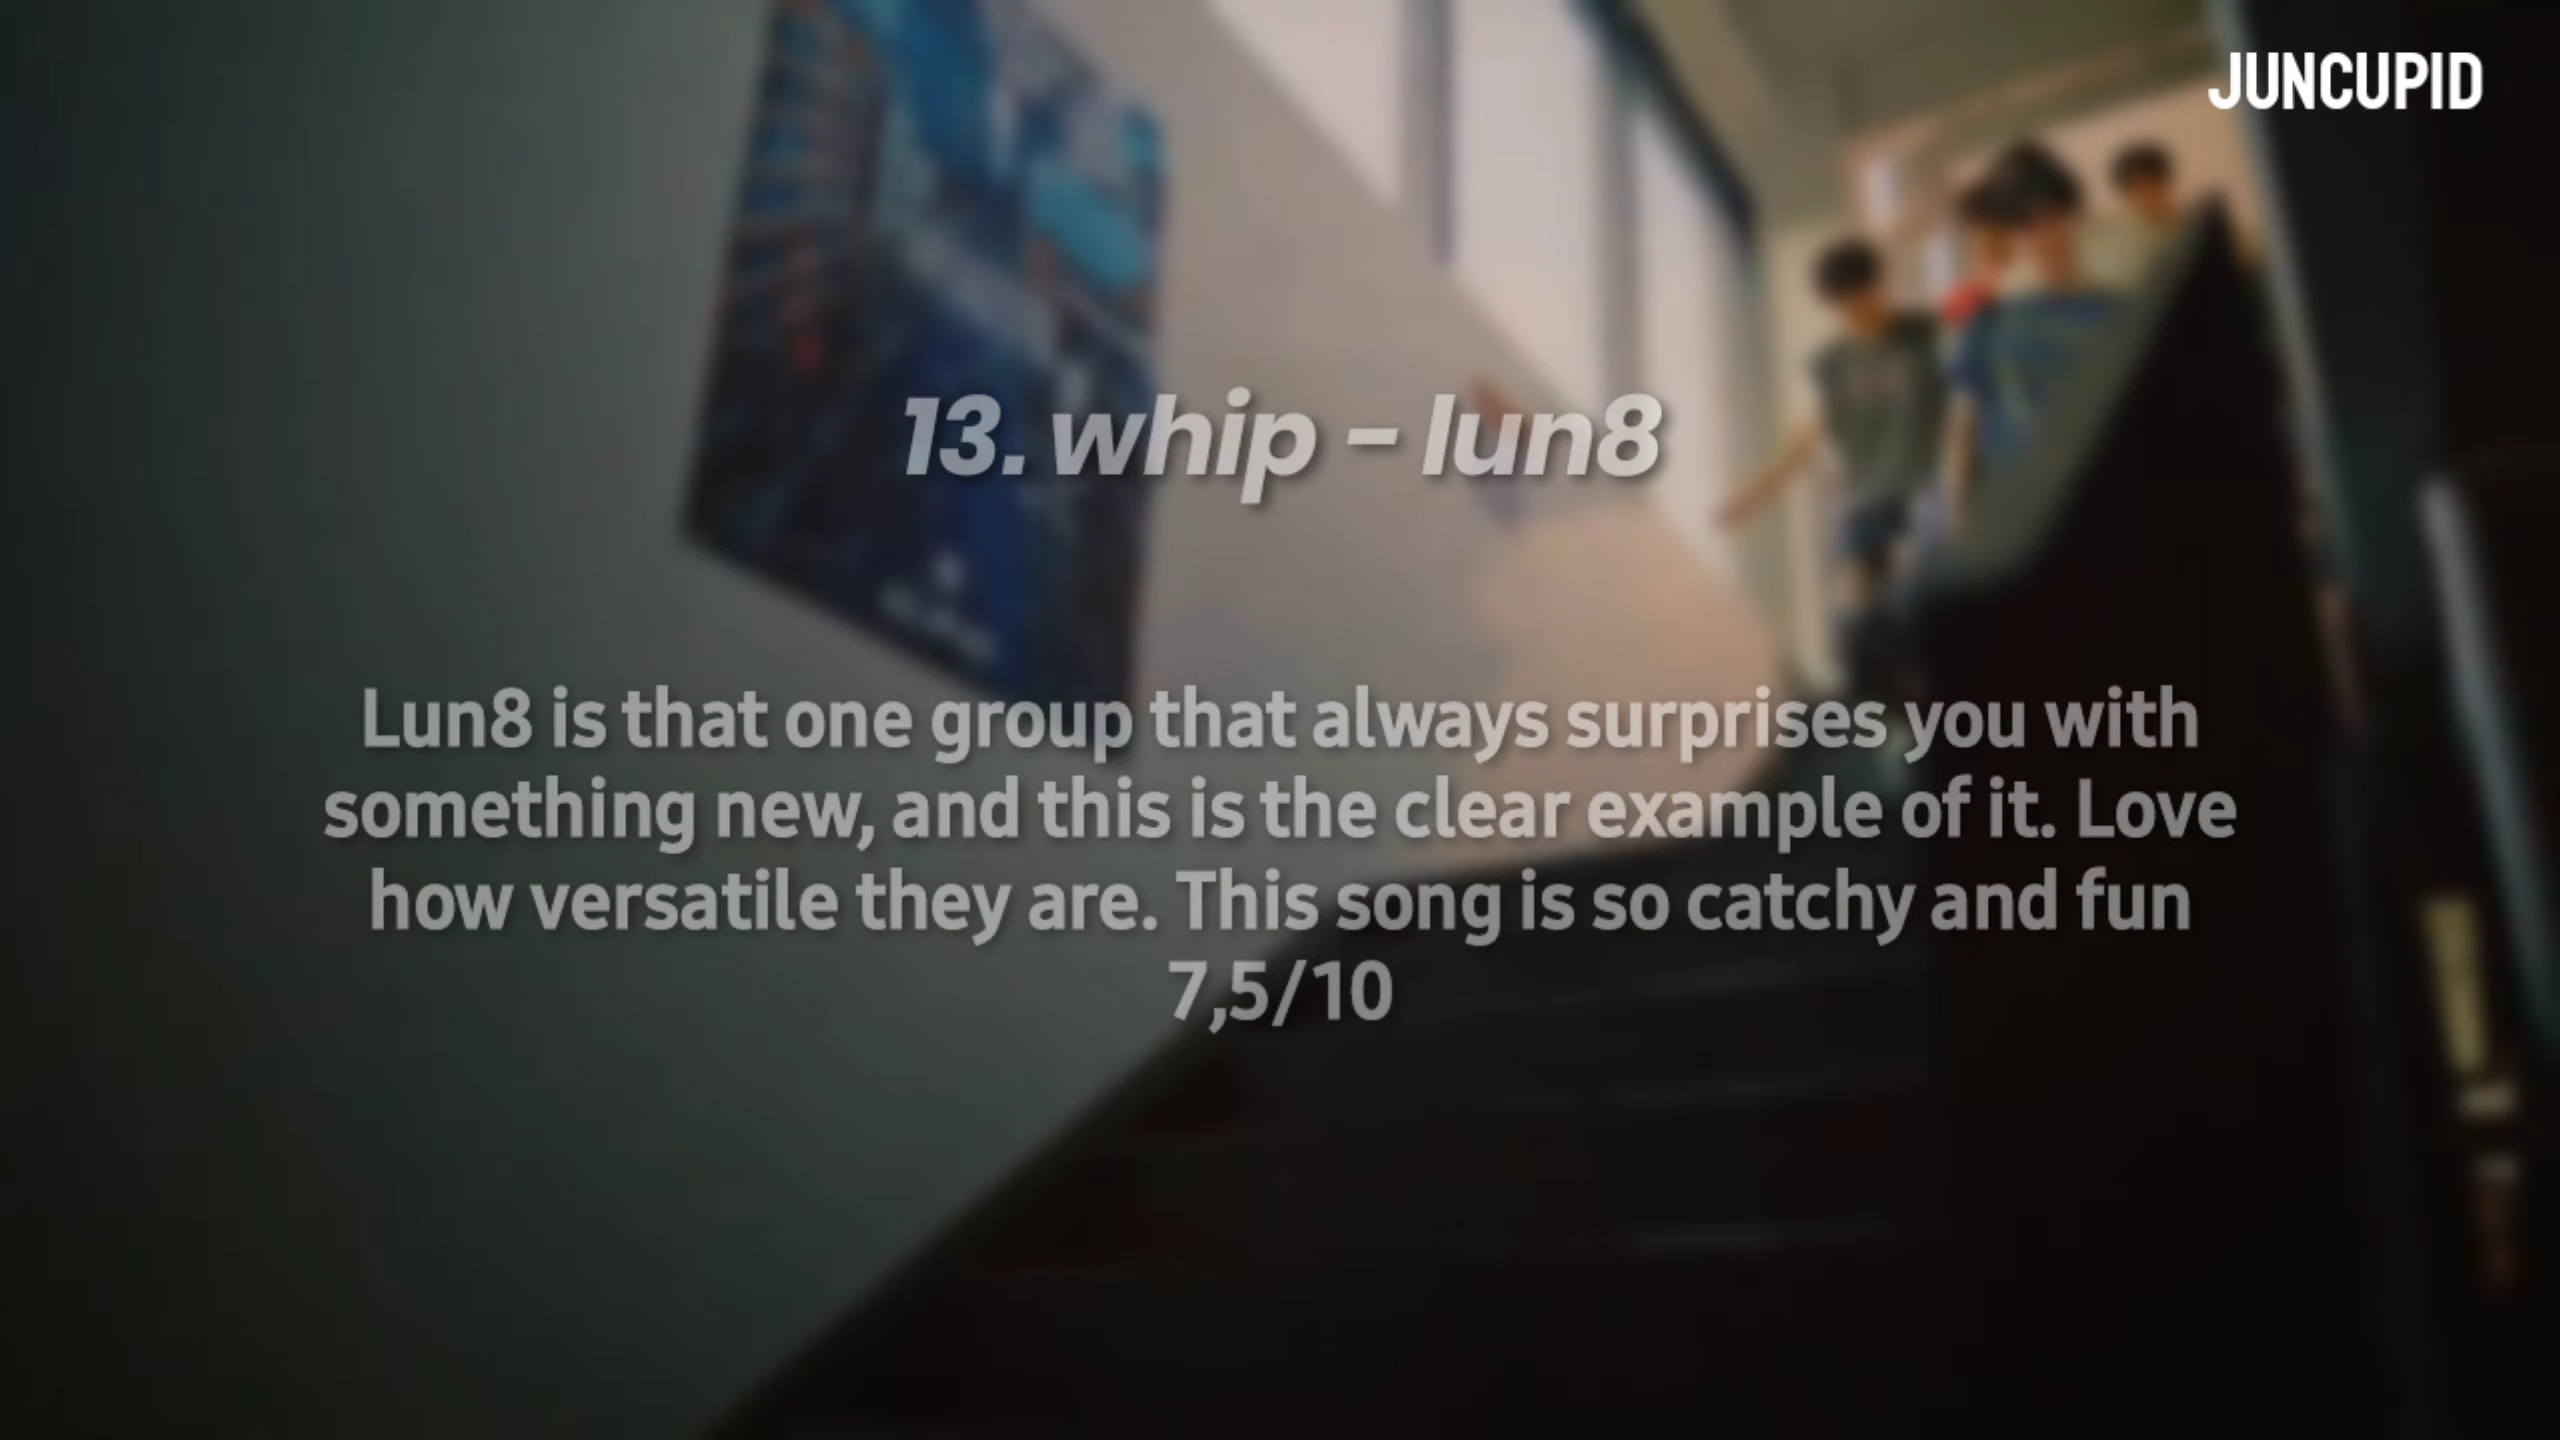 JUNCUPID
13. whip - lun8
Lun8 is that one group that always surprises you with
something new, and this is the clear example of it. Love
how versatile they are. This song is so catchy and fun
7,5/10